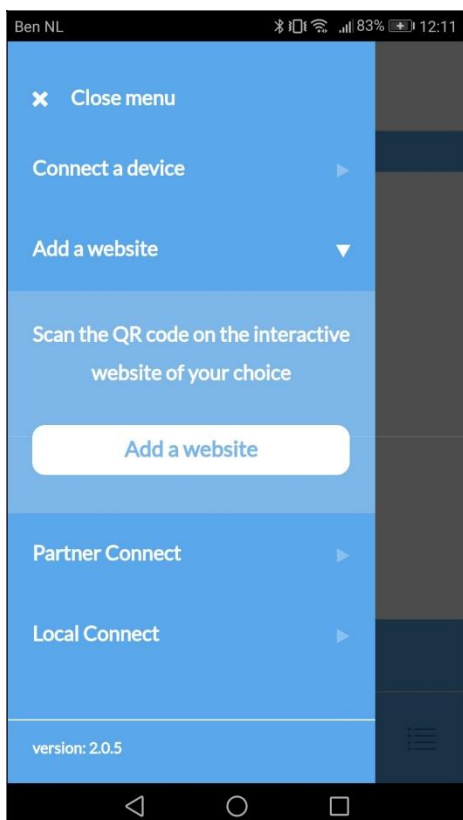 Ben NL 83% 12:11
Close menu
Connect a device
Add a website
Scan the QR code on the interactive
website of your choice
Add a website
Partner Connect
Local Connect
version: 2.0.5